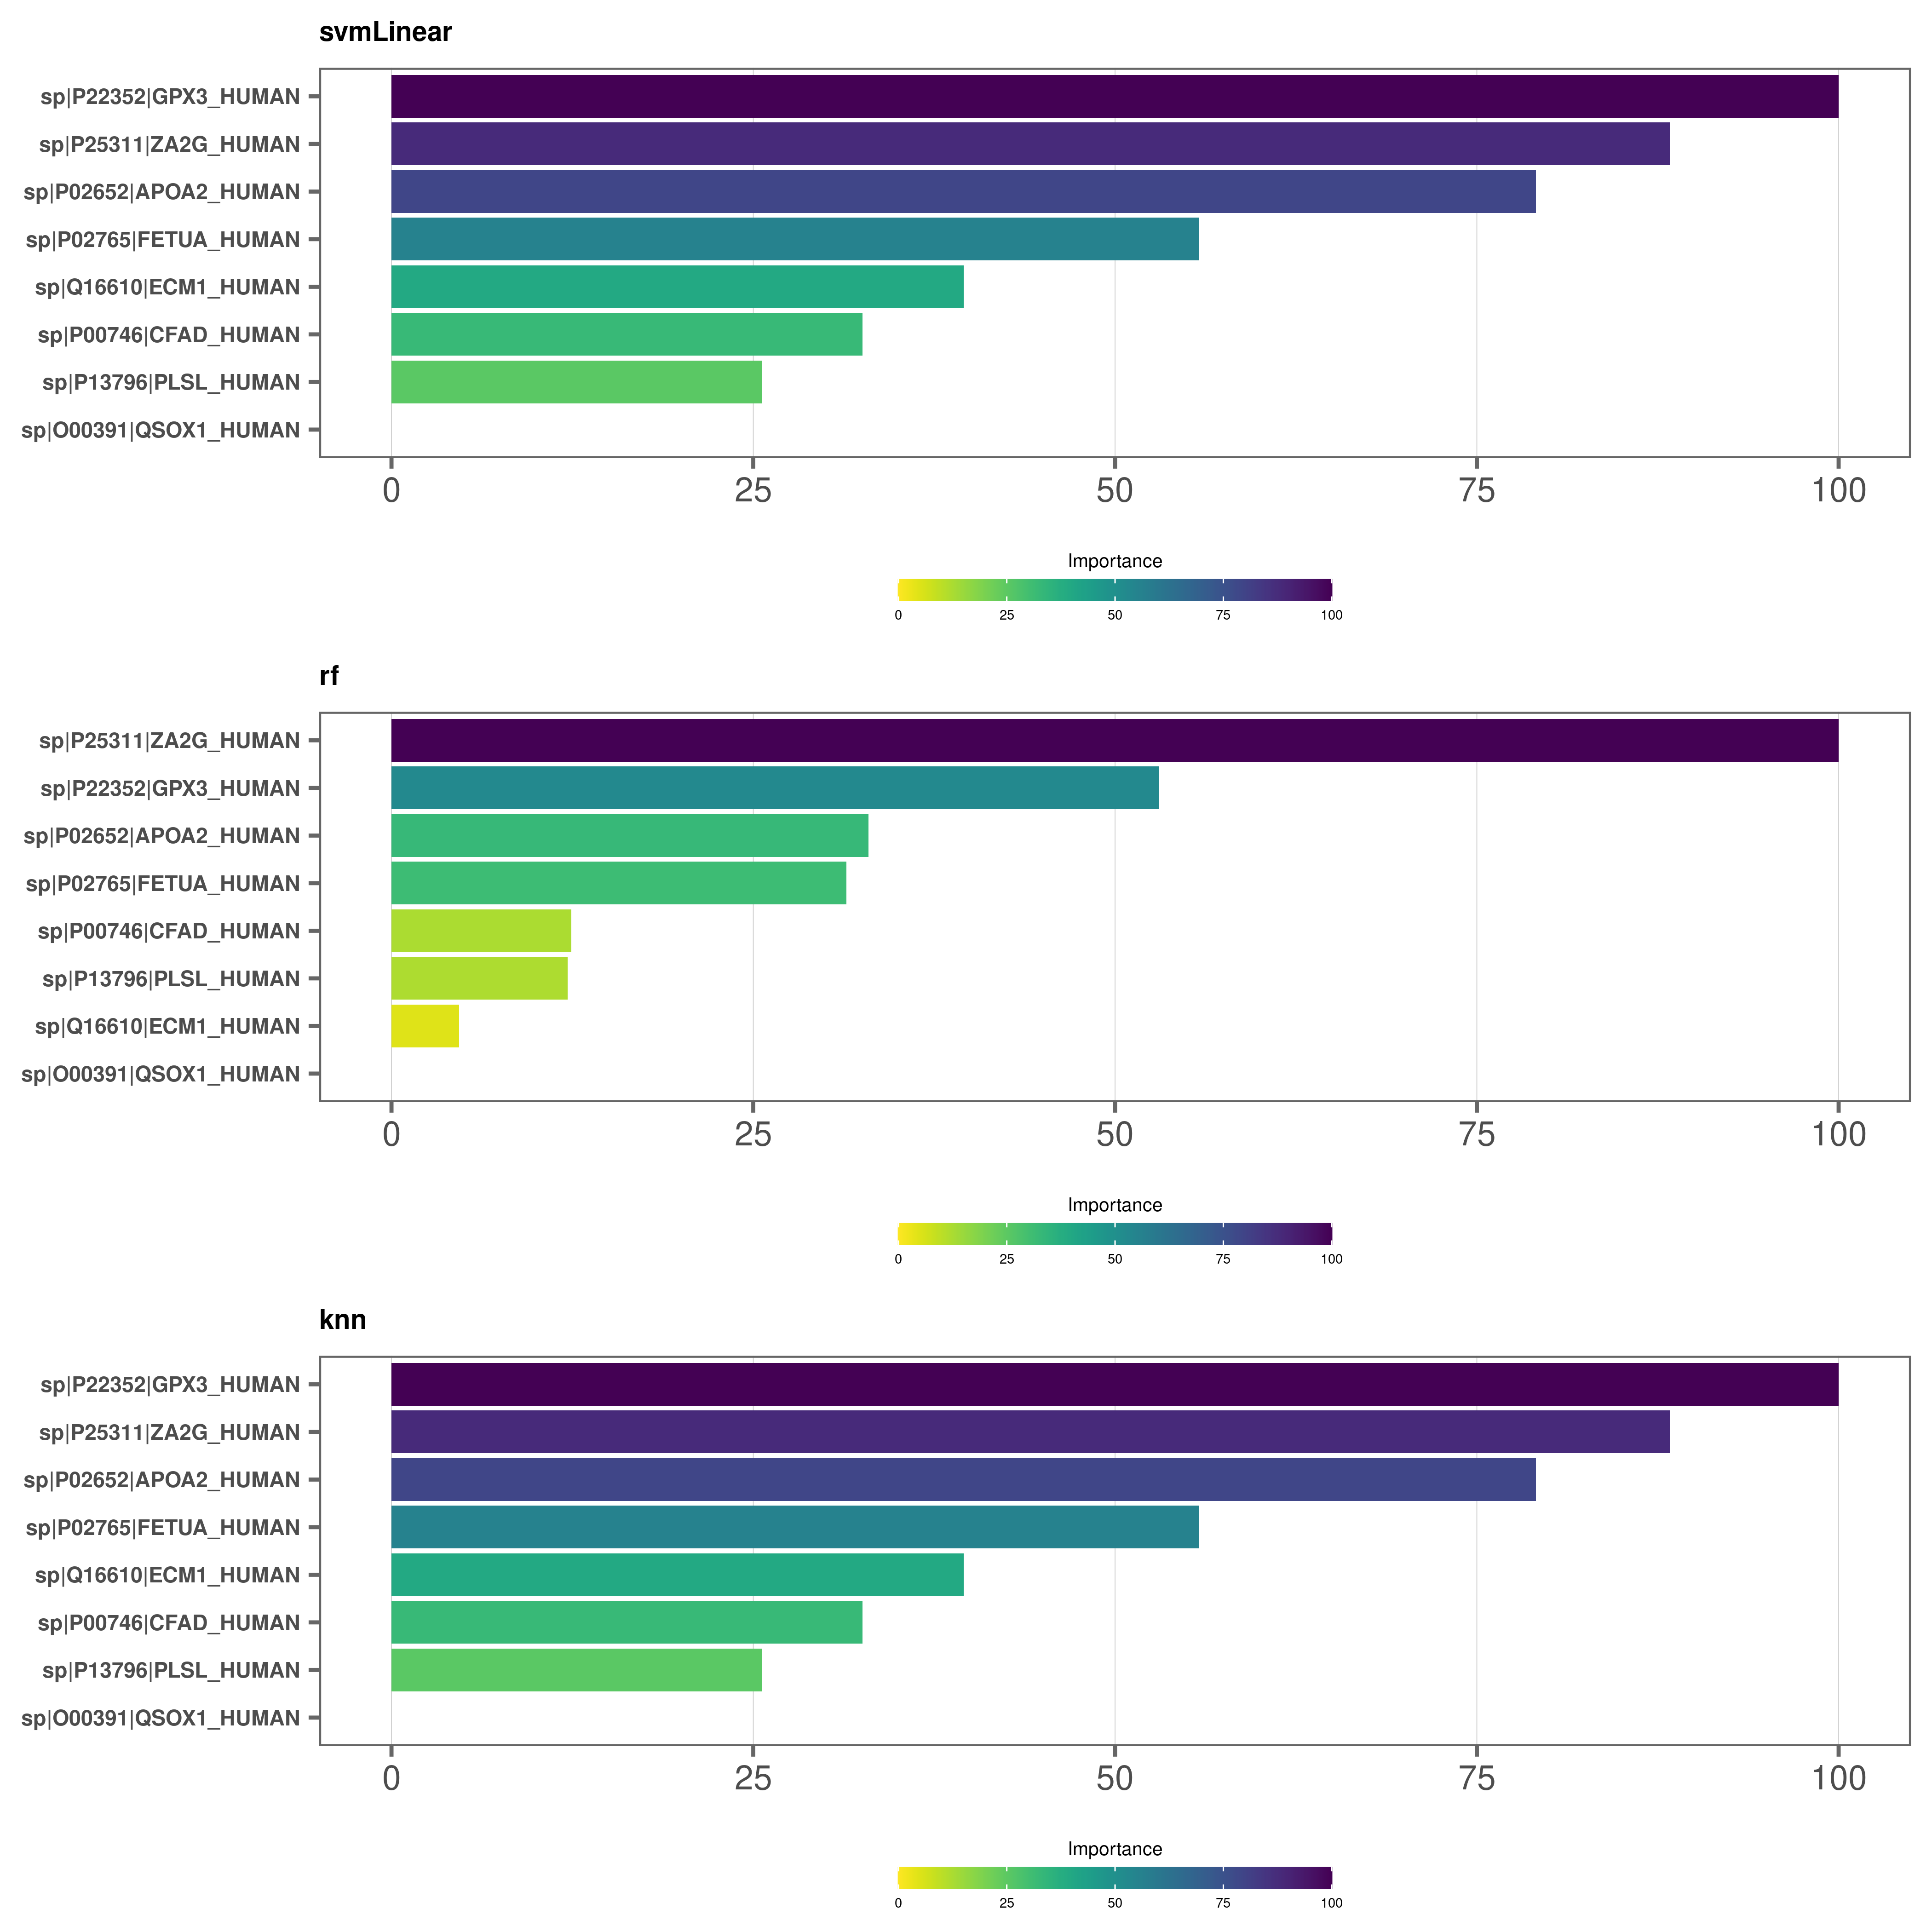 svmLinear
sp|P22352|GPX3_HUMAN
sp|P25311|ZA2G_HUMAN
sp|P02652|APOA2_HUMAN
sp|P02765|FETUA_HUMAN
sp|Q16610|ECM1_HUMAN
sp|P00746|CFAD_HUMAN
sp|P13796|PLSL_HUMAN
sp|O00391|QSOX1_HUMAN
0 25 50 75 100
Importance
0 25 50 75 100
rf
sp|P25311|ZA2G_HUMAN
sp|P22352|GPX3_HUMAN
sp|P02652|APOA2_HUMAN
sp|P02765|FETUA_HUMAN
sp|P00746|CFAD_HUMAN
sp|P13796|PLSL_HUMAN
sp|Q16610|ECM1_HUMAN
sp|O00391|QSOX1_HUMAN
0 25 50 75 100
Importance
0 25 50 75 100
knn
sp|P22352|GPX3_HUMAN
sp|P25311|ZA2G_HUMAN
sp|P02652|APOA2_HUMAN
sp|P02765|FETUA_HUMAN
sp|Q16610|ECM1_HUMAN
sp|P00746|CFAD_HUMAN
sp|P13796|PLSL_HUMAN
sp|O00391|QSOX1_HUMAN
0 25 50 75 100
Importance
0 25 50 75 100